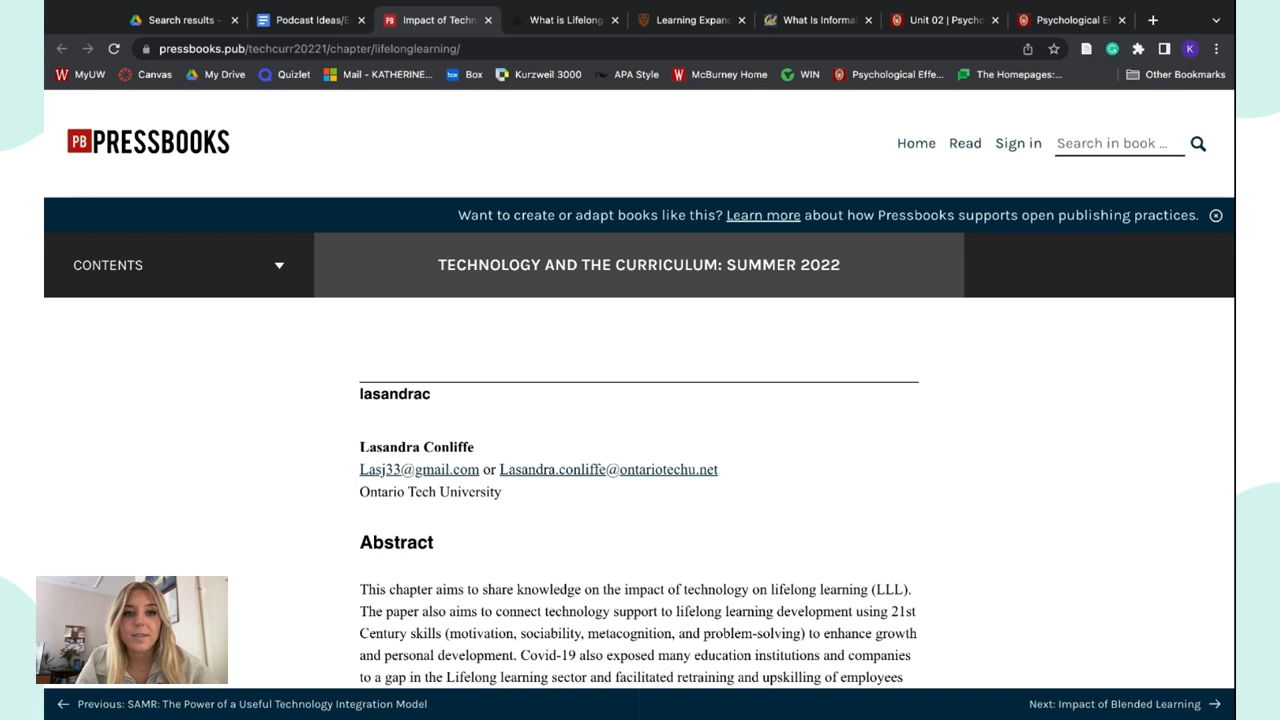 Search results -
Podcast Ideas/E
Impact of Techn
What is Lifelong
Learning Expanc
What Is Informal
Unit 02 | Psycho
Psychological Ef
pressbooks.pub/techcurr20221/chapter/lifelonglearning/
K
MyUW
Canvas
My Drive
Quizlet
Mail - KATHERINE...
Box
Kurzweil 3000
APA Style
McBurney Home
WIN
Psychological Effe...
The Homepages:...
Other Bookmarks
PB PRESSBOOKS
Home
Read
Sign in
Search in book ...
Want to create or adapt books like this? Learn more about how Pressbooks supports open publishing practices.
CONTENTS
TECHNOLOGY AND THE CURRICULUM: SUMMER 2022
lasandrac
Lasandra Conliffe
Lasj33@gmail.com or Lasandra.conliffe@ontariotechu.net
Ontario Tech University
Abstract
This chapter aims to share knowledge on the impact of technology on lifelong learning (LLL).
The paper also aims to connect technology support to lifelong learning development using 21st
Century skills (motivation, sociability, metacognition, and problem-solving) to enhance growth
and personal development. Covid-19 also exposed many education institutions and companies
to a gap in the Lifelong learning sector and facilitated retraining and upskilling of employees
Previous: SAMR: The Power of a Useful Technology Integration Model
Next: Impact of Blended Learning